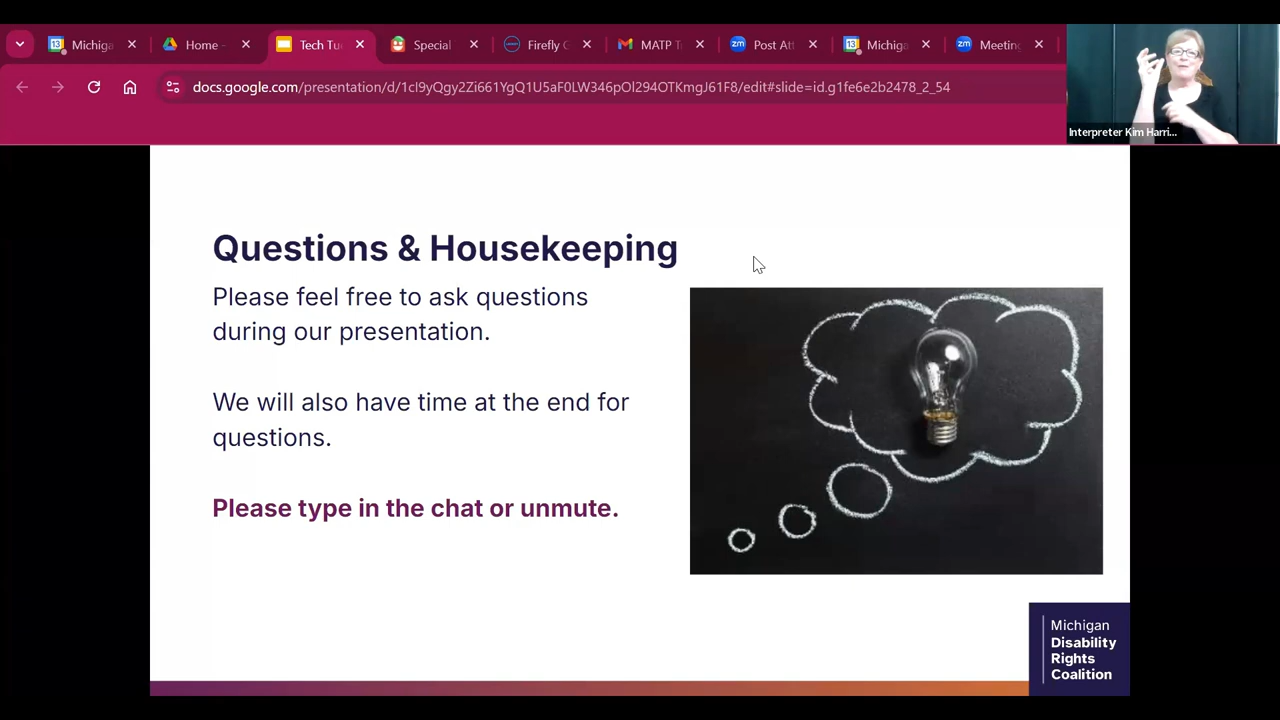 Michiga
Home
Tech Tue
Special
Firefly
MATP T
Post Att
Michiga
Meeting
docs.google.com/presentation/d/1cI9yQgy2Zi661YgQ1U5aF0LW346pOl294OTKmgJ61F8/edit#slide=id.g1fe6e2b2478_2_54
Interpreter Kim Harri...
Questions & Housekeeping
Please feel free to ask questions
during our presentation.
We will also have time at the end for
questions.
Please type in the chat or unmute.
Michigan
Disability
Rights
Coalition